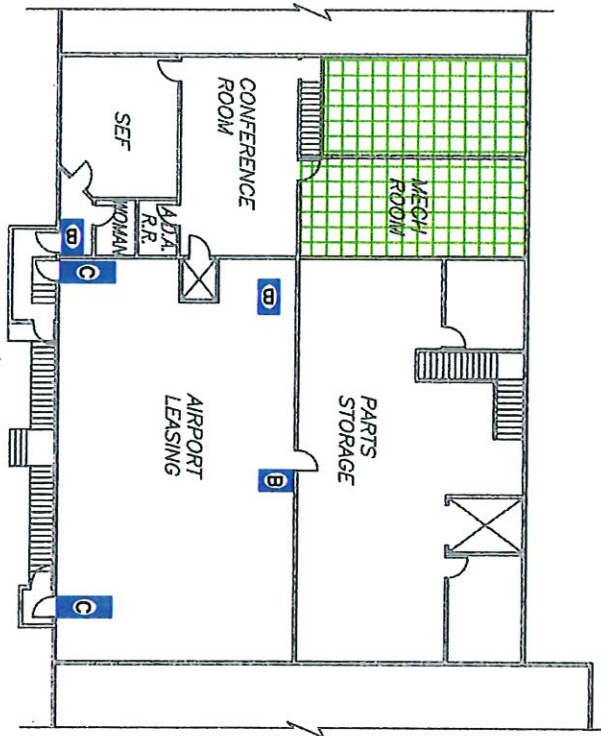 CONFERENCE
ROOM
SEF
MECH
ROOM
WOMAN
A.D.A.
R.R.
B
C
B
PARTS
STORAGE
AIRPORT
LEASING
B
C